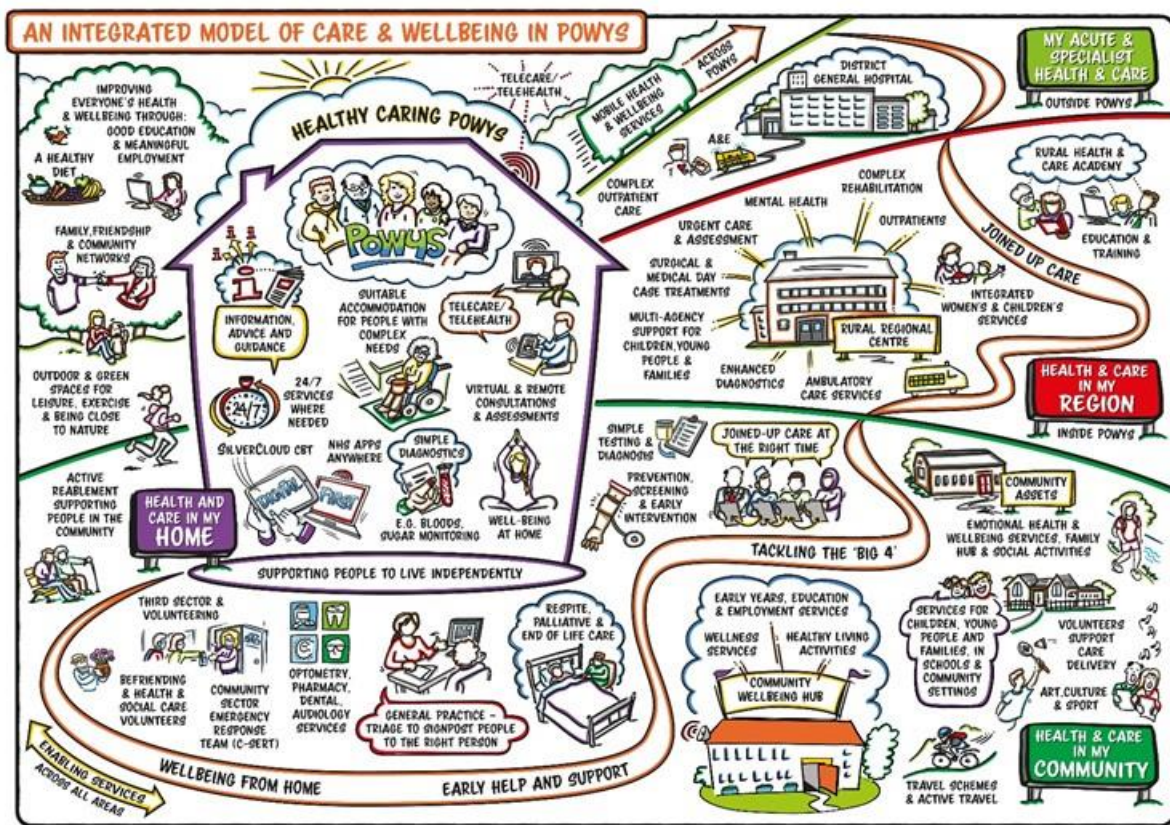 AN INTEGRATED MODEL OF CARE & WELLBEING IN POWYS
IMPROVING
EVERYONE'S HEALTH
& WELLBEING THROUGH:
GOOD EDUCATION
& MEANINGFUL
EMPLOYMENT
A HEALTHY
DIET
FAMILY, FRIENDSHIP
& COMMUNITY
NETWORKS
OUTDOOR & GREEN
SPACES FOR
LEISURE, EXERCISE
& BEING CLOSE
TO NATURE
ACTIVE
REABLEMENT
SUPPORTING
PEOPLE IN THE
COMMUNITY
HEALTH AND
CARE IN MY
HOME
HEALTHY CARING POWYS
TELECARE/
TELEHEALTH
POWYS
i i i
i
INFORMATION,
ADVICE AND
GUIDANCE
SUITABLE
ACCOMMODATION
FOR PEOPLE WITH
COMPLEX
NEEDS
TELECARE/
TELEHEALTH
24/7
24/7
SERVICES
WHERE
NEEDED
VIRTUAL & REMOTE
CONSULTATIONS
& ASSESSMENTS
SILVERCLOUD CBT
NHS APPS
ANYWHERE
DIGITAL
FIRST
SIMPLE
DIAGNOSTICS
E.G. BLOODS,
SUGAR MONITORING
WELL-BEING
AT HOME
SUPPORTING PEOPLE TO LIVE INDEPENDENTLY
MOBILE HEALTH
& WELLBEING
SERVICES
ACROSS
POWYS
DISTRICT
GENERAL HOSPITAL
A&E
COMPLEX
OUTPATIENT
CARE
MY ACUTE &
SPECIALIST
HEALTH & CARE
OUTSIDE POWYS
MENTAL HEALTH
COMPLEX
REHABILITATION
URGENT CARE
& ASSESSMENT
OUTPATIENTS
SURGICAL &
MEDICAL DAY
CASE TREATMENTS
MULTI-AGENCY
SUPPORT FOR
CHILDREN, YOUNG
PEOPLE &
FAMILIES
RURAL REGIONAL
CENTRE
INTEGRATED
WOMEN'S & CHILDREN'S
SERVICES
ENHANCED
DIAGNOSTICS
AMBULATORY
CARE SERVICES
JOINED UP CARE
RURAL HEALTH &
CARE ACADEMY
EDUCATION &
TRAINING
HEALTH & CARE
IN MY
REGION
INSIDE POWYS
SIMPLE
TESTING &
DIAGNOSIS
PREVENTION,
SCREENING
& EARLY
INTERVENTION
JOINED-UP CARE AT
THE RIGHT TIME
TACKLING THE 'BIG 4'
COMMUNITY
ASSETS
EMOTIONAL HEALTH &
WELLBEING SERVICES, FAMILY
HUB & SOCIAL ACTIVITIES
SERVICES FOR
CHILDREN, YOUNG
PEOPLE AND
FAMILIES, IN
SCHOOLS &
COMMUNITY
SETTINGS
VOLUNTEERS
SUPPORT
CARE
DELIVERY
ART, CULTURE
& SPORT
TRAVEL SCHEMES
& ACTIVE TRAVEL
HEALTH & CARE
IN MY
COMMUNITY
EARLY YEARS, EDUCATION
& EMPLOYMENT SERVICES
WELLNESS
SERVICES
HEALTHY LIVING
ACTIVITIES
COMMUNITY
WELLBEING HUB
THIRD SECTOR &
VOLUNTEERING
BEFRIENDING
& HEALTH &
SOCIAL CARE
VOLUNTEERS
COMMUNITY
SECTOR
EMERGENCY
RESPONSE
TEAM (C-SERT)
OPTOMETRY,
PHARMACY,
DENTAL,
AUDIOLOGY
SERVICES
GENERAL PRACTICE –
TRIAGE TO SIGNPOST PEOPLE
TO THE RIGHT PERSON
RESPITE,
PALLIATIVE &
END OF LIFE CARE
WELLBEING FROM HOME
EARLY HELP AND SUPPORT
ENABLING SERVICES
ACROSS ALL AREAS